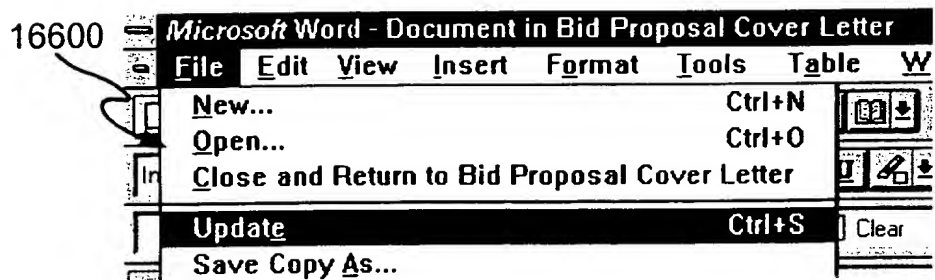 16600
Microsoft Word - Document in Bid Proposal Cover Letter
File Edit View Insert Format Tools Table W
New... Ctrl+N
Open... Ctrl+O
In
Close and Return to Bid Proposal Cover Letter
Update Ctrl+S
Clear
Save Copy As...